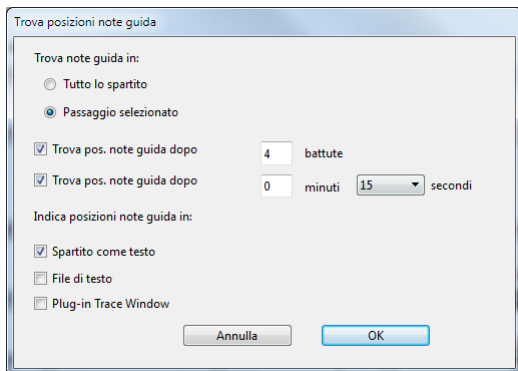 Trova posizioni note guida
Trova note guida in:
Tutto lo spartito
Passaggio selezionato
Trova pos. note guida dopo 4 battute
Trova pos. note guida dopo 0 minuti 15 secondi
Indica posizioni note guida in:
Spartito come testo
File di testo
Plug-in Trace Window
Annulla OK